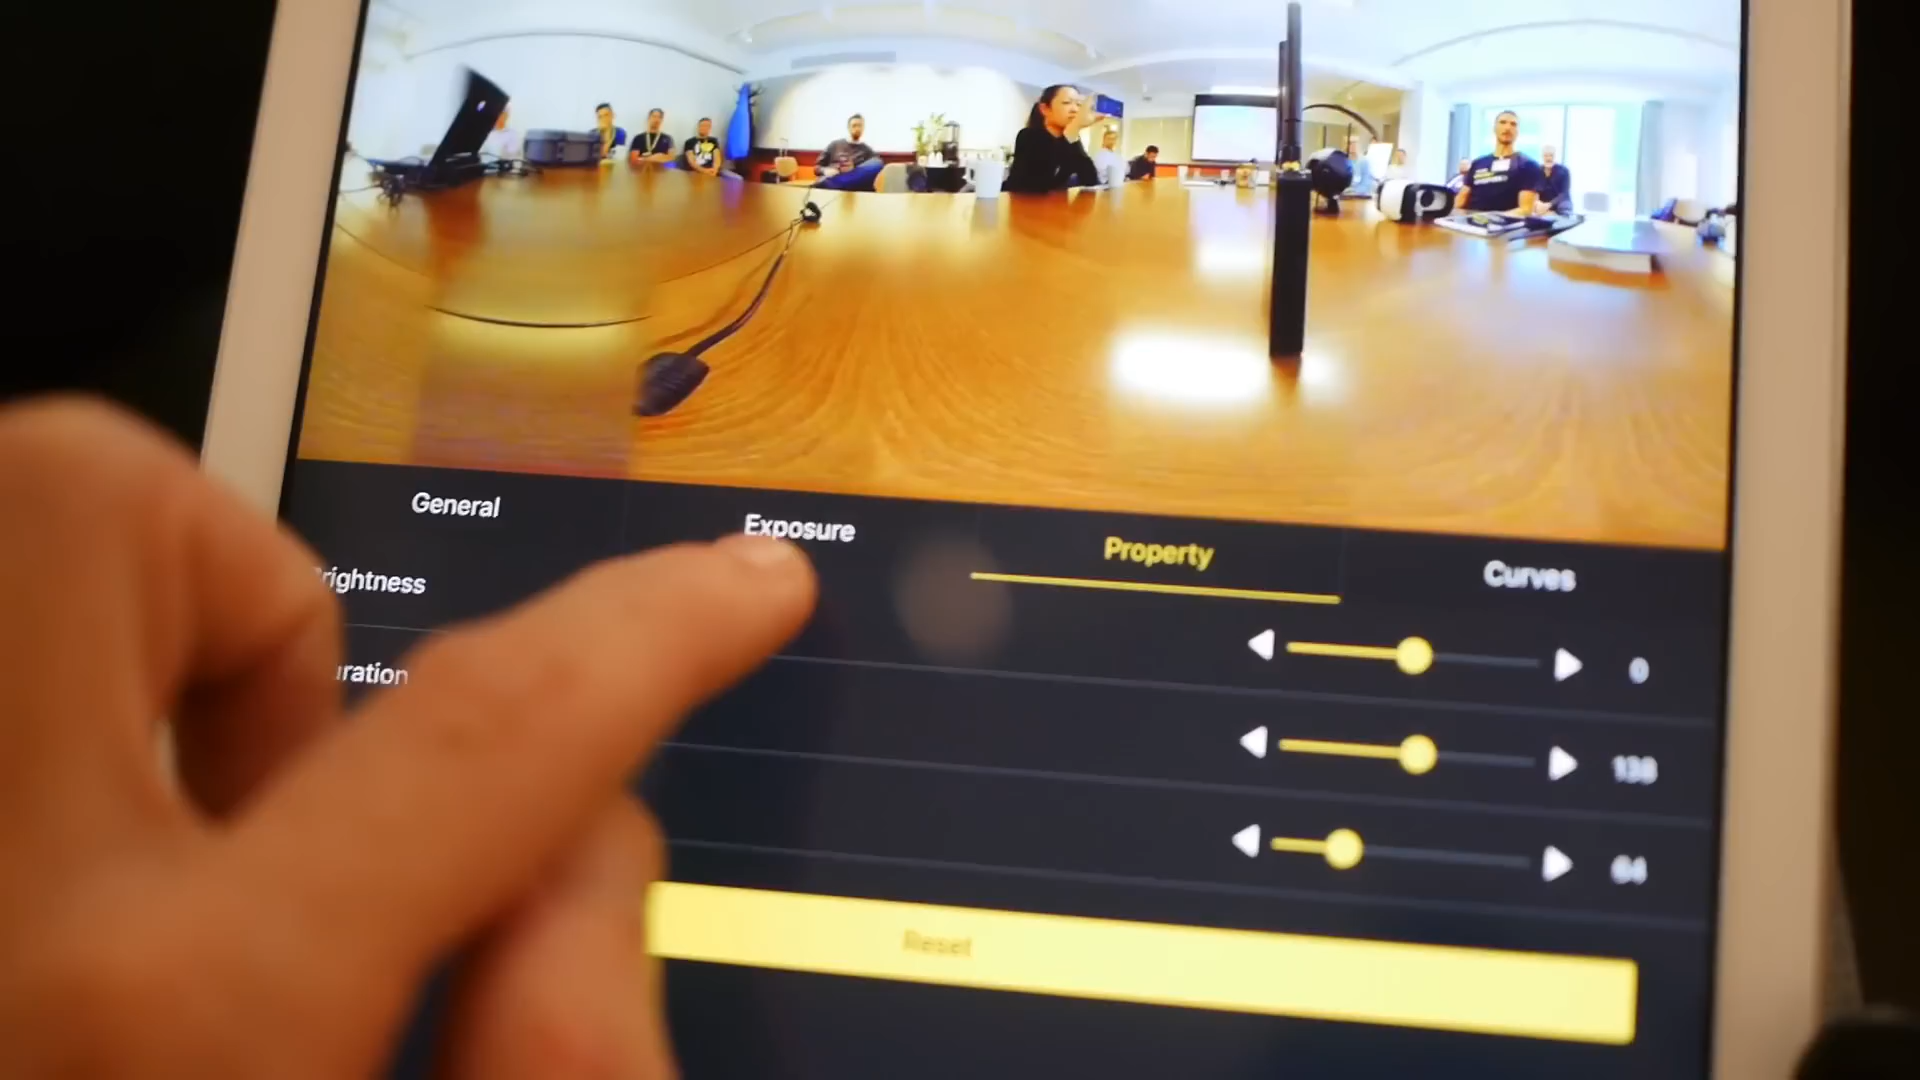 General
Exposure
Property
Curves
rightness
0
uration
138
64
Reset